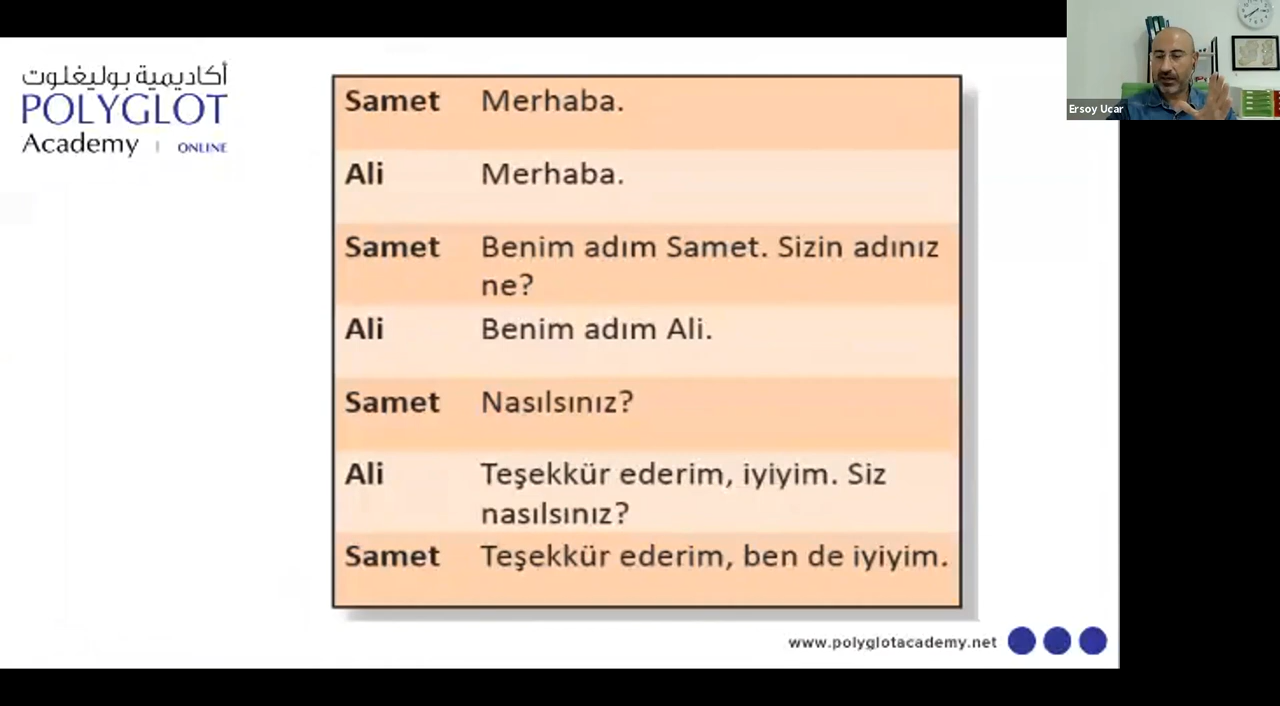 أكاديمية بوليغلوت
POLYGLOT
Academy | ONLINE
Ersoy Ucar
Samet Merhaba.
Ali Merhaba.
Samet Benim adım Samet. Sizin adınız
ne?
Ali Benim adım Ali.
Samet Nasılsınız?
Ali Teşekkür ederim, iyiyim. Siz
nasılsınız?
Samet Teşekkür ederim, ben de iyiyim.
www.polyglotacademy.net